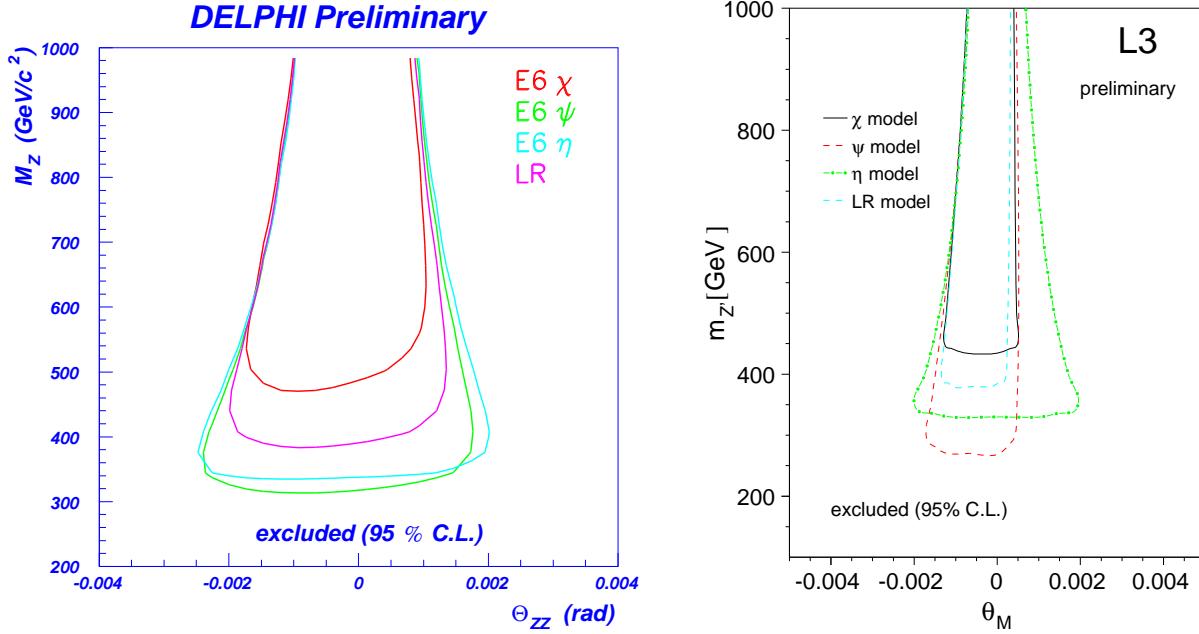 DELPHI Preliminary
M_Z (GeV/c²)
1000
900
800
700
600
500
400
300
200
E6 χ
E6 ψ
E6 η
LR
excluded (95 % C.L.)
-0.004
-0.002
0
0.002
0.004
Θ_ZZ (rad)
L3
preliminary
m_Z' [GeV]
1000
800
600
400
200
χ model
ψ model
η model
LR model
excluded (95% C.L.)
-0.004
-0.002
0
0.002
0.004
θ_M